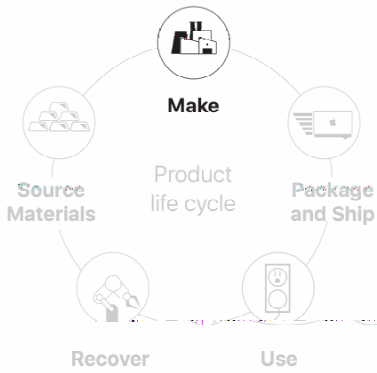 Make
Product
life cycle
Source
Materials
Package
and Ship
Recover
Use